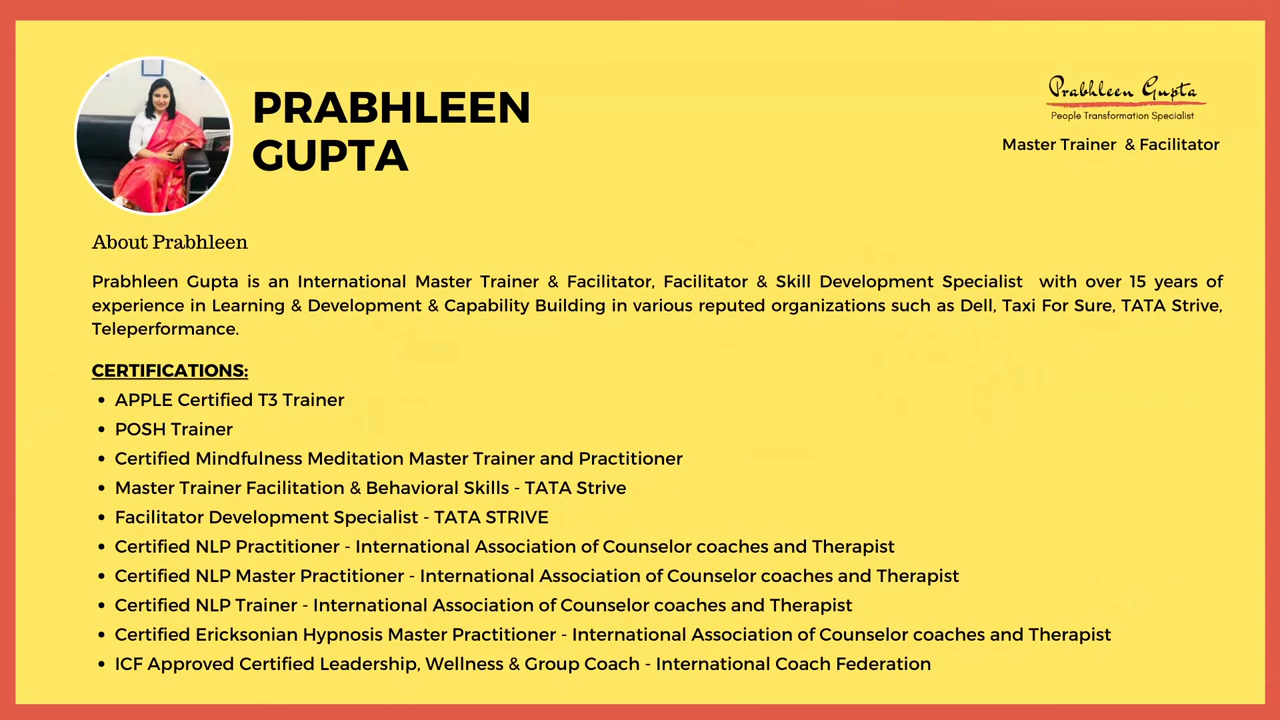 PRABHLEEN
GUPTA
Prabhleen Gupta
People Transformation Specialist
Master Trainer & Facilitator
About Prabhleen
Prabhleen Gupta is an International Master Trainer & Facilitator, Facilitator & Skill Development Specialist with over 15 years of
experience in Learning & Development & Capability Building in various reputed organizations such as Dell, Taxi For Sure, TATA Strive,
Teleperformance.
CERTIFICATIONS:
• APPLE Certified T3 Trainer
• POSH Trainer
• Certified Mindfulness Meditation Master Trainer and Practitioner
• Master Trainer Facilitation & Behavioral Skills - TATA Strive
• Facilitator Development Specialist - TATA STRIVE
• Certified NLP Practitioner - International Association of Counselor coaches and Therapist
• Certified NLP Master Practitioner - International Association of Counselor coaches and Therapist
• Certified NLP Trainer - International Association of Counselor coaches and Therapist
• Certified Ericksonian Hypnosis Master Practitioner - International Association of Counselor coaches and Therapist
• ICF Approved Certified Leadership, Wellness & Group Coach - International Coach Federation